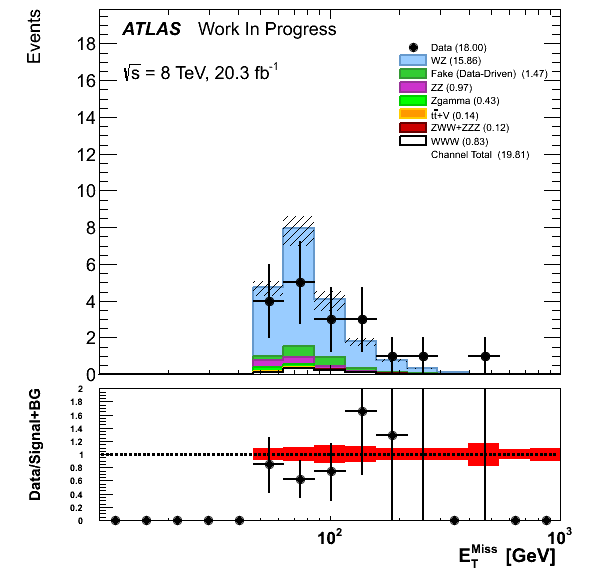 Events
ATLAS Work In Progress
√s = 8 TeV, 20.3 fb⁻¹
Data (18.00)
WZ (15.86)
Fake (Data-Driven) (1.47)
ZZ (0.97)
Zgamma (0.43)
tt̄+V (0.14)
ZWW+ZZZ (0.12)
WWW (0.83)
Channel Total (19.81)
18
16
14
12
10
8
6
4
2
0
Data/Signal+BG
2
1.8
1.6
1.4
1.2
1
0.8
0.6
0.4
0.2
0
10² 10³
E_T^Miss [GeV]